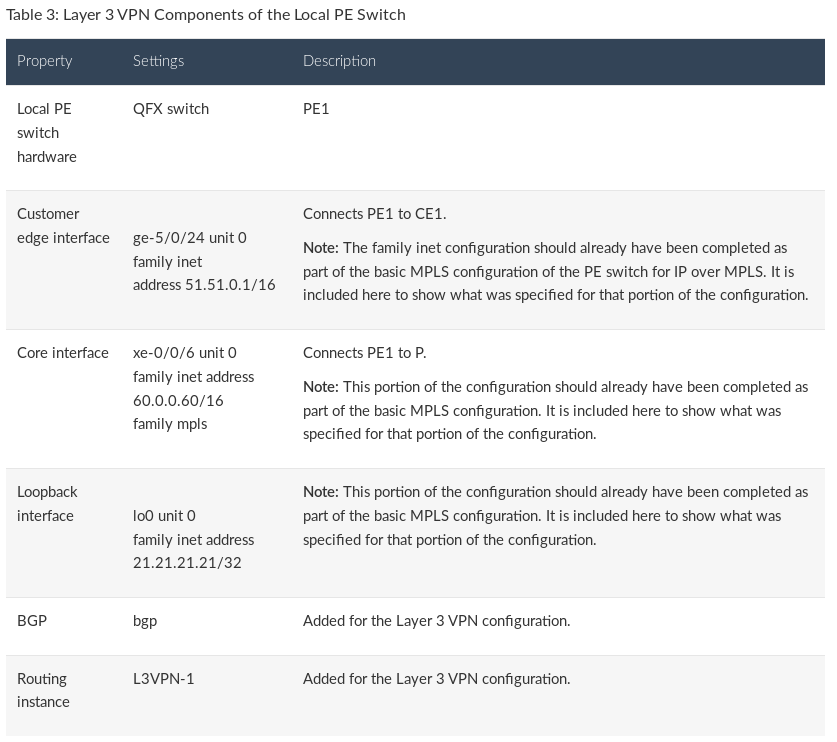 Table 3: Layer 3 VPN Components of the Local PE Switch
Property Settings Description
Local PE
switch
hardware
QFX switch
PE1
Customer
edge interface
ge-5/0/24 unit 0
family inet
address 51.51.0.1/16
Connects PE1 to CE1.
Note: The family inet configuration should already have been completed as
part of the basic MPLS configuration of the PE switch for IP over MPLS. It is
included here to show what was specified for that portion of the configuration.
Core interface
xe-0/0/6 unit 0
family inet address
60.0.0.60/16
family mpls
Connects PE1 to P.
Note: This portion of the configuration should already have been completed as
part of the basic MPLS configuration. It is included here to show what was
specified for that portion of the configuration.
Loopback
interface
lo0 unit 0
family inet address
21.21.21.21/32
Note: This portion of the configuration should already have been completed as
part of the basic MPLS configuration. It is included here to show what was
specified for that portion of the configuration.
BGP
bgp
Added for the Layer 3 VPN configuration.
Routing
instance
L3VPN-1
Added for the Layer 3 VPN configuration.